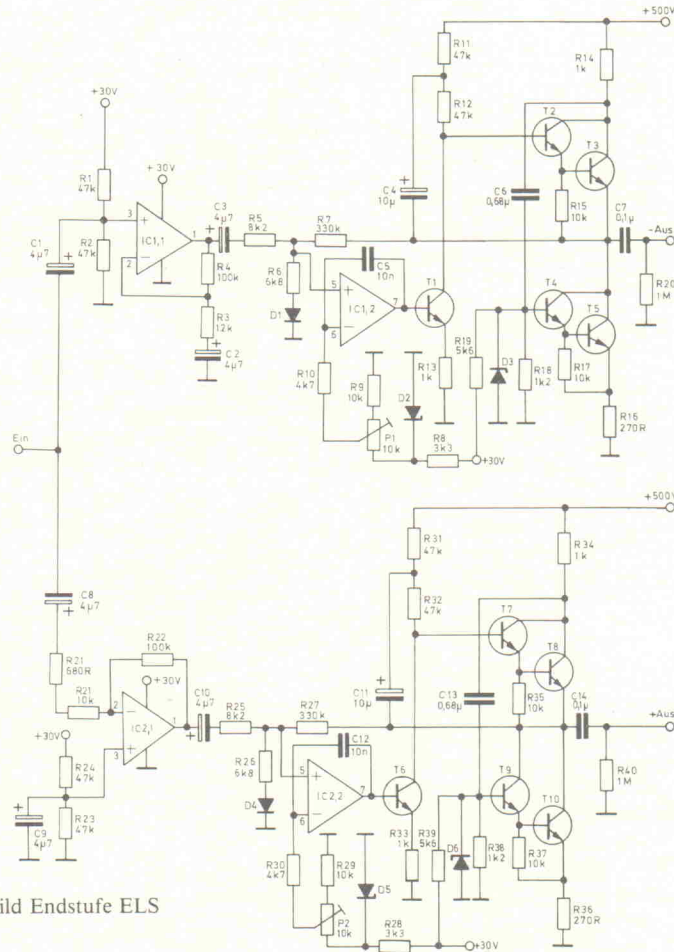 +500V
R11
47k
R14
1k
+30V
R12
47k
T2
T3
R1
47k
+30V
C4
10µ
C6
0,68µ
R15
10k
C7
0,1µ
-Aus
C3
4µ7
R5
8k2
R7
330k
3
+
IC1,1
1
-
2
C1
4µ7
R2
47k
R4
100k
C5
10n
R20
1M
R6
6k8
T1
T4
T5
5
+
IC1,2
7
-
6
R3
12k
D1
R19
5k6
D3
R18
1k2
R17
10k
C2
4µ7
R10
4k7
R9
10k
D2
R13
1k
R16
270R
P1
10k
R8
3k3
+30V
Ein
+500V
R31
47k
R34
1k
C8
4µ7
R32
47k
T7
T8
R22
100k
R21
680R
+30V
C11
10µ
C13
0,68µ
R35
10k
C14
0,1µ
+Aus
C10
4µ7
R25
8k2
R27
330k
R21
10k
2
-
IC2,1
1
+
3
C12
10n
+30V
R24
47k
R26
6k8
T6
T9
T10
R40
1M
5
+
IC2,2
7
-
6
D4
C9
4µ7
R23
47k
R33
1k
R39
5k6
D6
R38
1k2
R37
10k
R30
4k7
R29
10k
D5
R36
270R
P2
10k
R28
3k3
+30V
ild Endstufe ELS